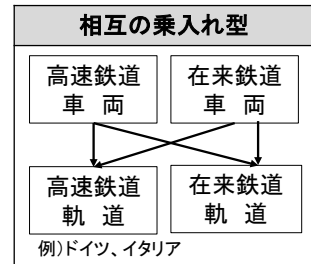 相互の乗入れ型
高速鉄道 在来鉄道
車 両 車 両
高速鉄道 在来鉄道
軌 道 軌 道
例)ドイツ、イタリア